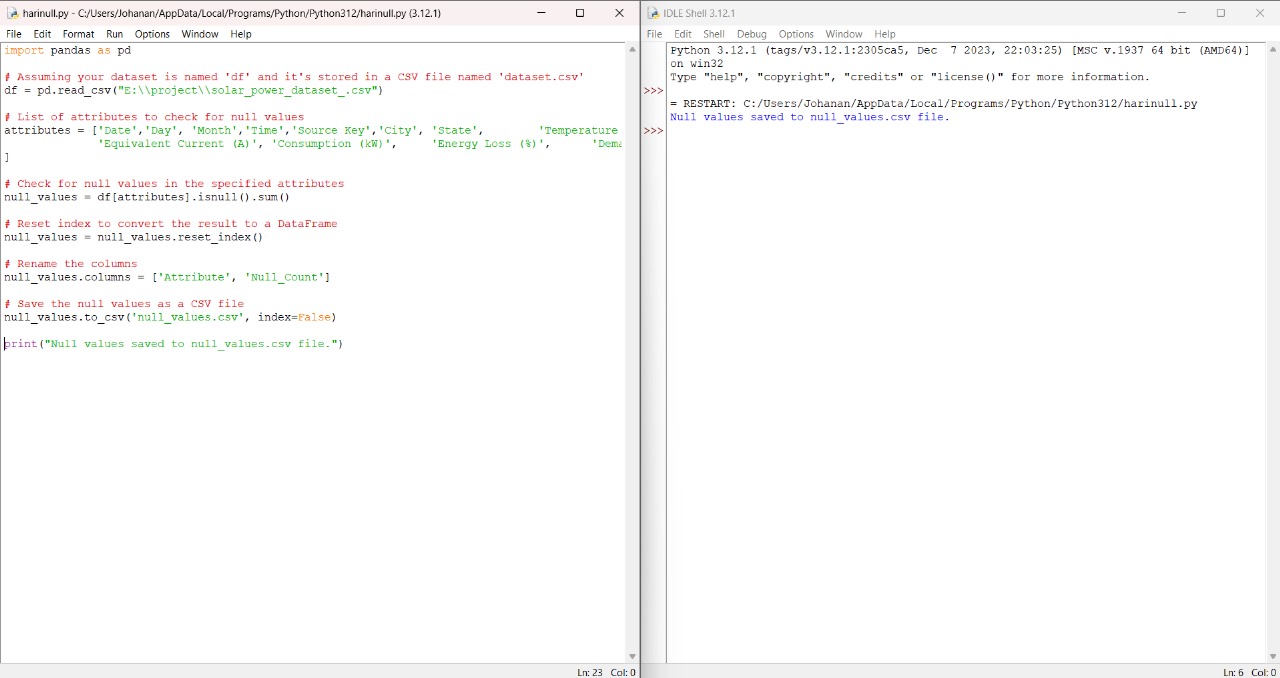 harinull.py - C:/Users/Johanan/AppData/Local/Programs/Python/Python312/harinull.py (3.12.1)
File Edit Format Run Options Window Help
import pandas as pd
# Assuming your dataset is named 'df' and it's stored in a CSV file named 'dataset.csv'
df = pd.read_csv("E:\\project\\solar_power_dataset_.csv")
# List of attributes to check for null values
attributes = ['Date','Day', 'Month','Time','Source Key','City', 'State', 'Temperature
'Equivalent Current (A)', 'Consumption (kW)', 'Energy Loss (%)', 'Dema
]
# Check for null values in the specified attributes
null_values = df[attributes].isnull().sum()
# Reset index to convert the result to a DataFrame
null_values = null_values.reset_index()
# Rename the columns
null_values.columns = ['Attribute', 'Null_Count']
# Save the null values as a CSV file
null_values.to_csv('null_values.csv', index=False)
print("Null values saved to null_values.csv file.")
Ln: 23 Col: 0
IDLE Shell 3.12.1
File Edit Shell Debug Options Window Help
Python 3.12.1 (tags/v3.12.1:2305ca5, Dec 7 2023, 22:03:25) [MSC v.1937 64 bit (AMD64)]
on win32
Type "help", "copyright", "credits" or "license()" for more information.
>>>
= RESTART: C:/Users/Johanan/AppData/Local/Programs/Python/Python312/harinull.py
Null values saved to null_values.csv file.
>>>
Ln: 6 Col: 0